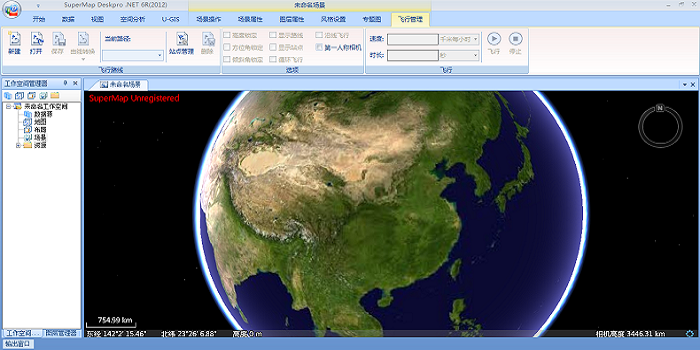 SuperMap Deskpro .NET 6R(2012)
未命名场景
开始 数据 视图 空间分析 U-GIS 场景操作 场景属性 图层属性 风格设置 专题图 飞行管理
新建 打开 保存 曲线转换 当前路径: 站点管理 删除
高度锁定 显示路线 沿线飞行
方位角锁定 显示站点 第一人称相机
倾斜角锁定 循环飞行
速度: 千米每小时
时长: 秒
飞行 停止
飞行路线 选项 飞行
工作空间管理器
未命名场景
未命名工作空间
数据源
地图
布局
场景
资源
SuperMap Unregistered
N
754.99 km
东经 142°2' 15.46" 北纬 23°26' 6.88" 高度 0 m 相机高度 3446.31 km
工作空间... 图层管理器
输出窗口